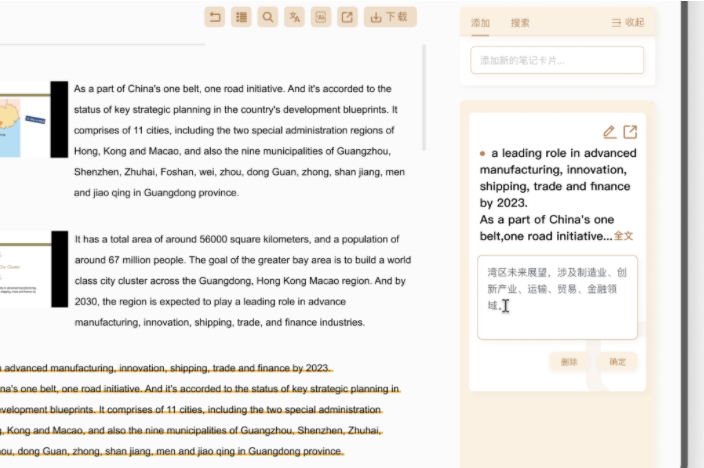 下载
添加 搜索 收起
添加新的笔记卡片...
As a part of China's one belt, one road initiative. And it's accorded to the
status of key strategic planning in the country's development blueprints. It
comprises of 11 cities, including the two special administration regions of
Hong, Kong and Macao, and also the nine municipalities of Guangzhou,
Shenzhen, Zhuhai, Foshan, wei, zhou, dong Guan, zhong, shan jiang, men
and jiao qing in Guangdong province.
It has a total area of around 56000 square kilometers, and a population of
around 67 million people. The goal of the greater bay area is to build a world
class city cluster across the Guangdong, Hong Kong Macao region. And by
2030, the region is expected to play a leading role in advance
manufacturing, innovation, shipping, trade, and finance industries.
advanced manufacturing, innovation, shipping, trade and finance by 2023.
na's one belt, one road initiative. And it's accorded to the status of key strategic planning in
evelopment blueprints. It comprises of 11 cities, including the two special administration
, Kong and Macao, and also the nine municipalities of Guangzhou, Shenzhen, Zhuhai,
ou, dong Guan, zhong, shan jiang, men and jiao qing in Guangdong province.
a leading role in advanced
manufacturing, innovation,
shipping, trade and finance
by 2023.
As a part of China's one
belt,one road initiative...全文
湾区未来展望，涉及制造业、创
新产业、运输、贸易、金融领
域。
删除 确定